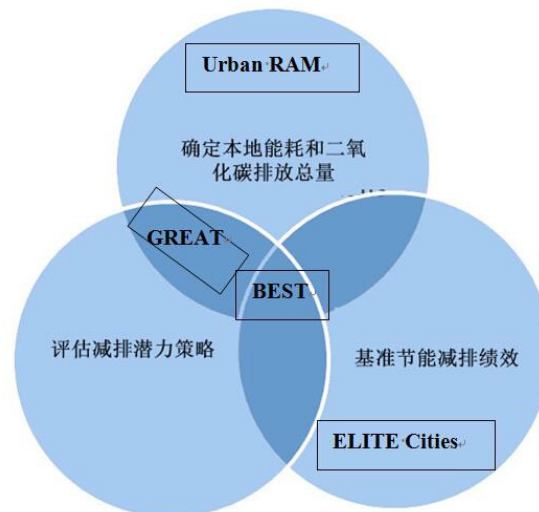 Urban RAM
确定本地能耗和二氧
化碳排放总量
GREAT
BEST
评估减排潜力策略
基准节能减排绩效
ELITE Cities